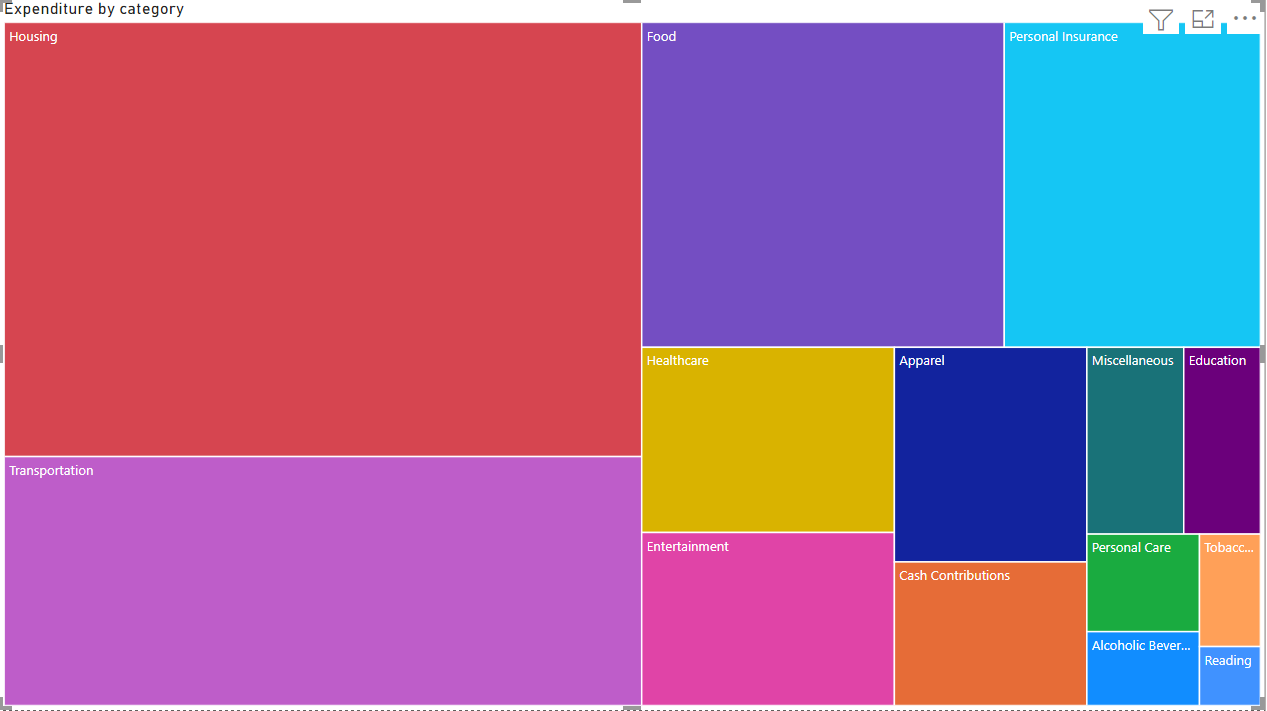 Expenditure by category
Housing
Food
Personal Insurance
Healthcare
Apparel
Miscellaneous
Education
Transportation
Entertainment
Personal Care
Tobacc...
Cash Contributions
Alcoholic Bever...
Reading